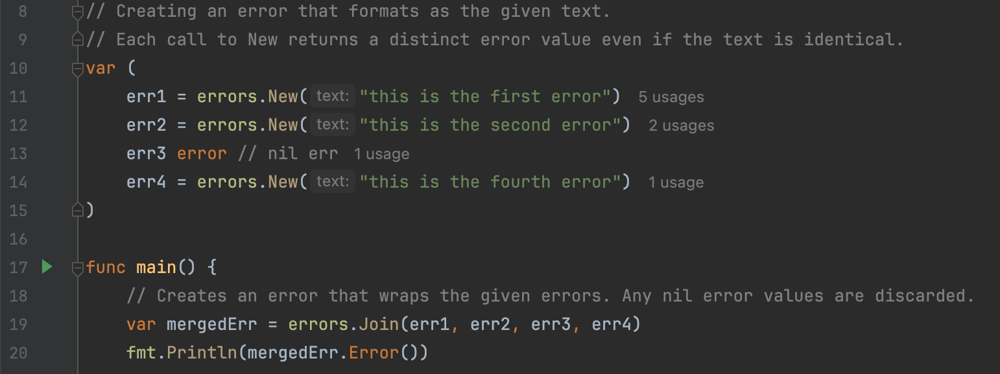 8 // Creating an error that formats as the given text.
9 // Each call to New returns a distinct error value even if the text is identical.
10 var (
11 err1 = errors.New( text: "this is the first error") 5 usages
12 err2 = errors.New( text: "this is the second error") 2 usages
13 err3 error // nil err 1 usage
14 err4 = errors.New( text: "this is the fourth error") 1 usage
15 )
16
17 func main() {
18 // Creates an error that wraps the given errors. Any nil error values are discarded.
19 var mergedErr = errors.Join(err1, err2, err3, err4)
20 fmt.Println(mergedErr.Error())